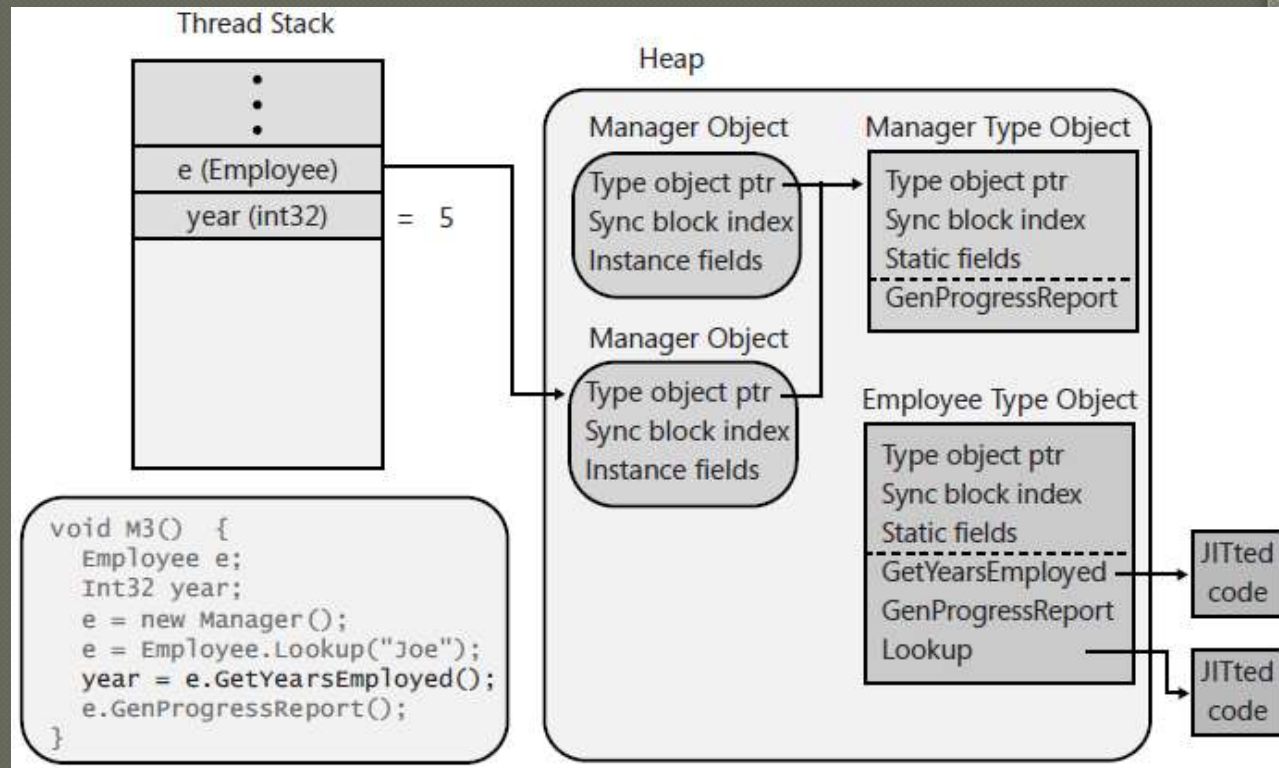 Thread Stack
e (Employee)
year (int32)
= 5
Heap
Manager Object
Type object ptr
Sync block index
Instance fields
Manager Object
Type object ptr
Sync block index
Instance fields
Manager Type Object
Type object ptr
Sync block index
Static fields
GenProgressReport
Employee Type Object
Type object ptr
Sync block index
Static fields
GetYearsEmployed
GenProgressReport
Lookup
JITted
code
JITted
code
void M3() {
Employee e;
Int32 year;
e = new Manager();
e = Employee.Lookup("Joe");
year = e.GetYearsEmployed();
e.GenProgressReport();
}